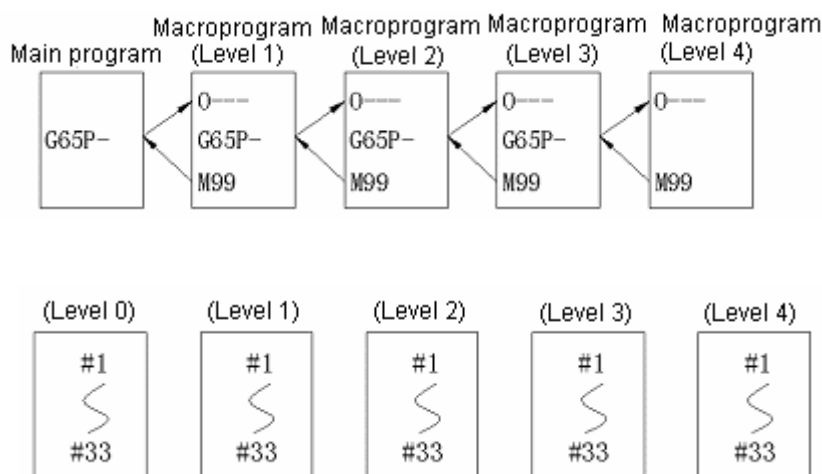 Main program
Macroprogram
(Level 1)
Macroprogram
(Level 2)
Macroprogram
(Level 3)
Macroprogram
(Level 4)
G65P-
O---
G65P-
M99
O---
G65P-
M99
O---
G65P-
M99
O---
M99
(Level 0)
(Level 1)
(Level 2)
(Level 3)
(Level 4)
#1
#33
#1
#33
#1
#33
#1
#33
#1
#33